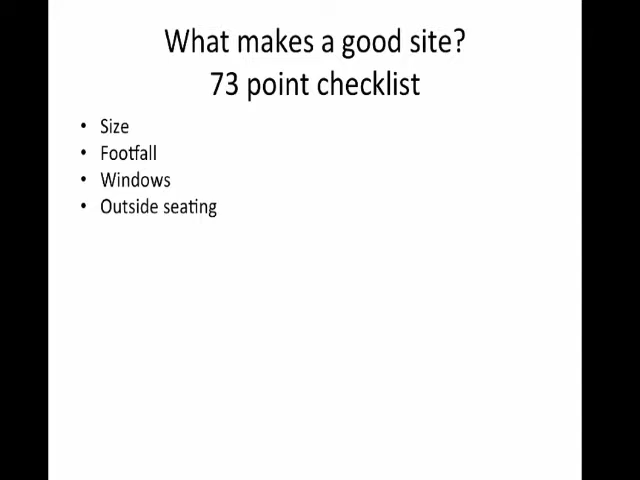 What makes a good site?
73 point checklist
• Size
• Footfall
• Windows
• Outside seating